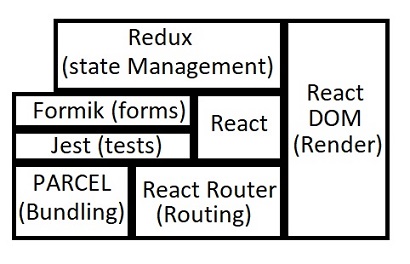 Redux
(state Management)
Formik (forms)
Jest (tests)
React
React
DOM
(Render)
PARCEL
(Bundling)
React Router
(Routing)